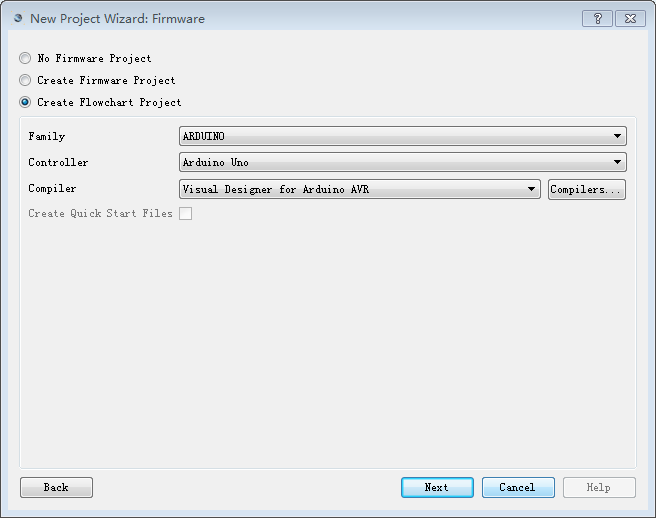 New Project Wizard: Firmware
No Firmware Project
Create Firmware Project
Create Flowchart Project
Family ARDUINO
Controller Arduino Uno
Compiler Visual Designer for Arduino AVR Compilers...
Create Quick Start Files
Back Next Cancel Help